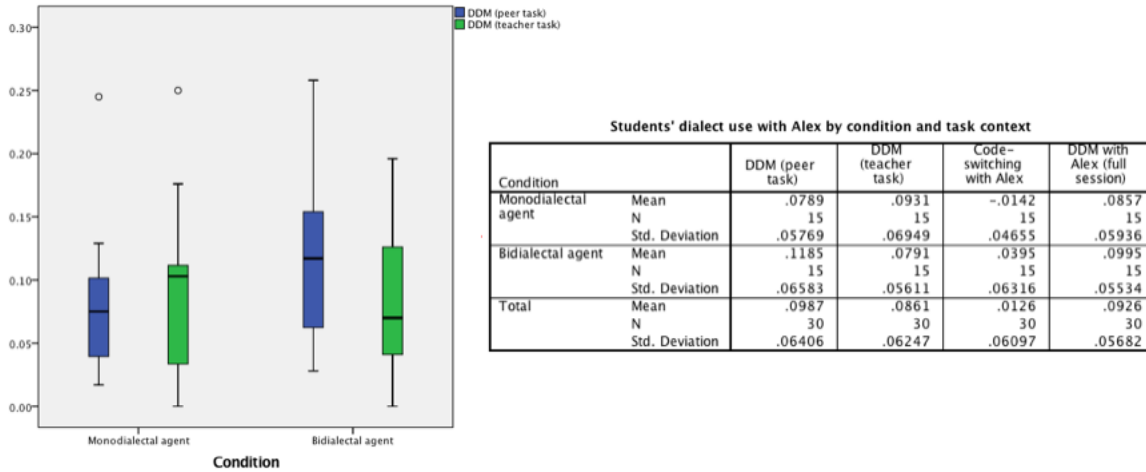 DDM (peer task)
DDM (teacher task)
0.30
0.25
0.20
0.15
0.10
0.05
0.00
Monodialectal agent Bidialectal agent
Condition
Students' dialect use with Alex by condition and task context
Condition DDM (peer task) DDM (teacher task) Code-switching with Alex DDM with Alex (full session)
Monodialectal agent Mean .0789 .0931 -.0142 .0857
N 15 15 15 15
Std. Deviation .05769 .06949 .04655 .05936
Bidialectal agent Mean .1185 .0791 .0395 .0995
N 15 15 15 15
Std. Deviation .06583 .05611 .06316 .05534
Total Mean .0987 .0861 .0126 .0926
N 30 30 30 30
Std. Deviation .06406 .06247 .06097 .05682